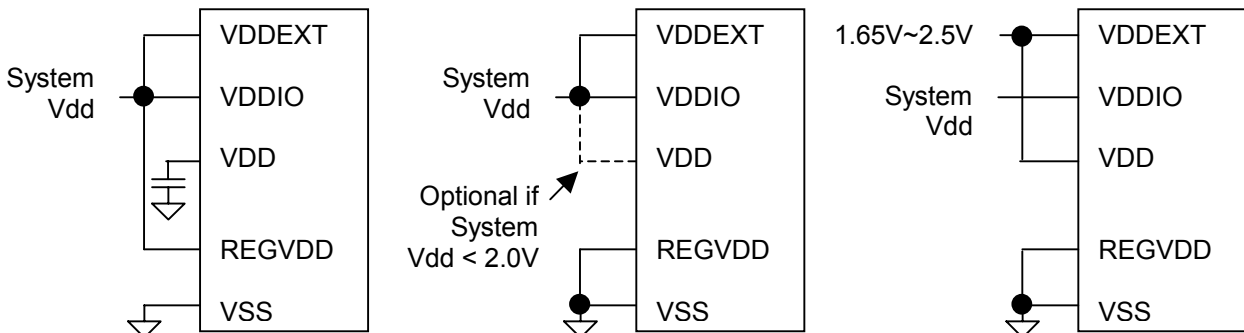 VDDEXT
System
Vdd
VDDIO
VDD
REGVDD
VSS
VDDEXT
System
Vdd
VDDIO
VDD
Optional if
System
Vdd < 2.0V
REGVDD
VSS
1.65V~2.5V
VDDEXT
System
Vdd
VDDIO
VDD
REGVDD
VSS